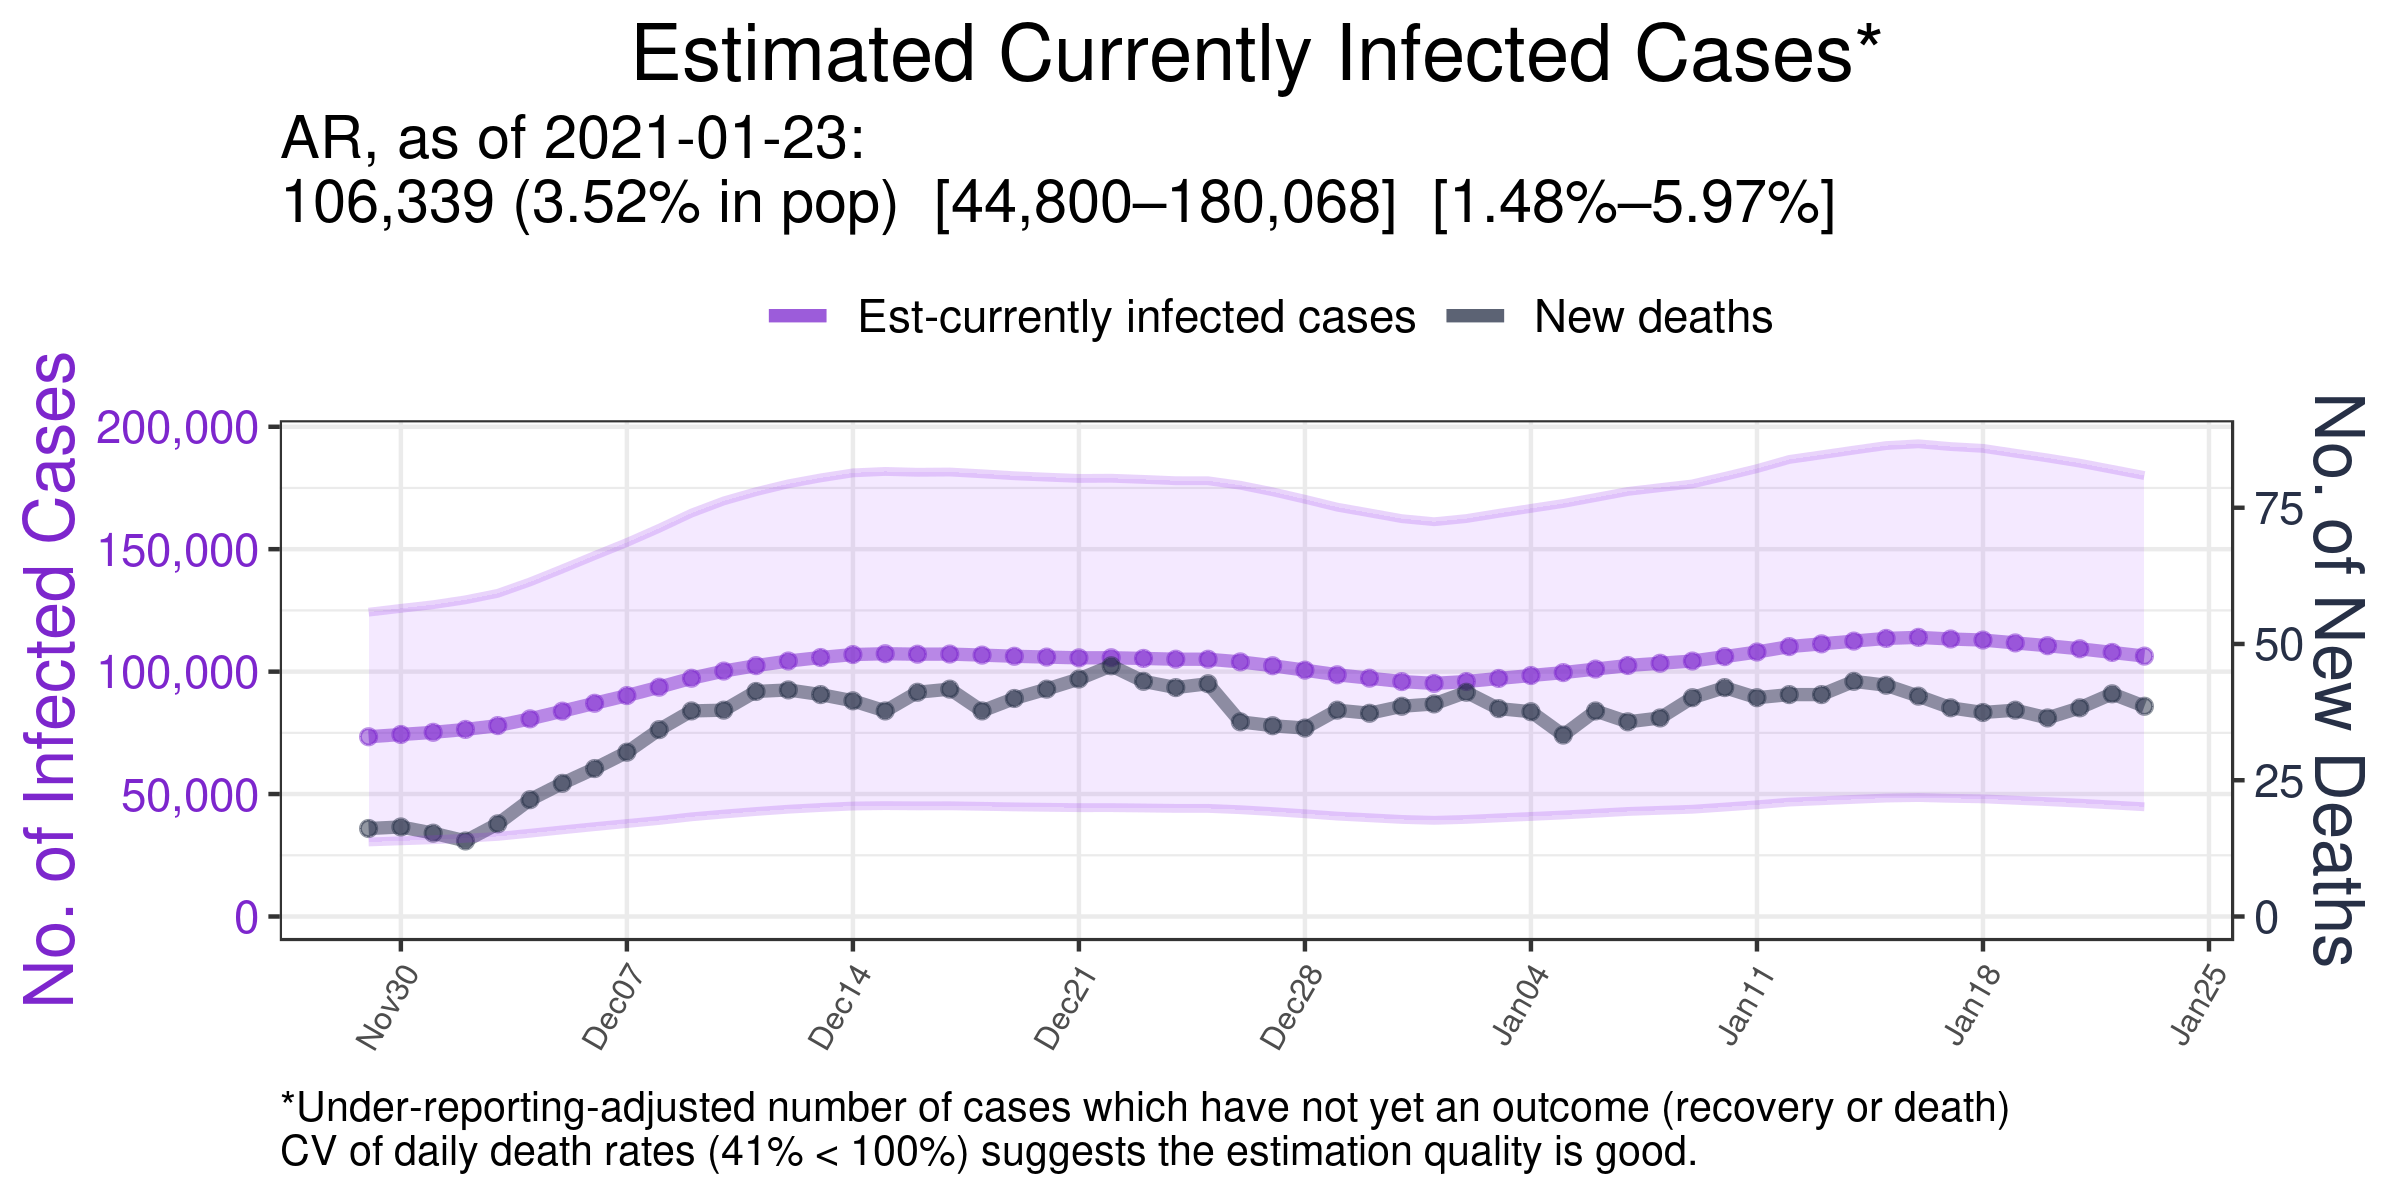 Estimated Currently Infected Cases*
AR, as of 2021-01-23:
106,339 (3.52% in pop)  [44,800–180,068]  [1.48%–5.97%]
Est-currently infected cases
New deaths
No. of Infected Cases
200,000
150,000
100,000
50,000
0
75
50
25
0
No. of New Deaths
Nov30
Dec07
Dec14
Dec21
Dec28
Jan04
Jan11
Jan18
Jan25
*Under-reporting-adjusted number of cases which have not yet an outcome (recovery or death)
CV of daily death rates (41% < 100%) suggests the estimation quality is good.